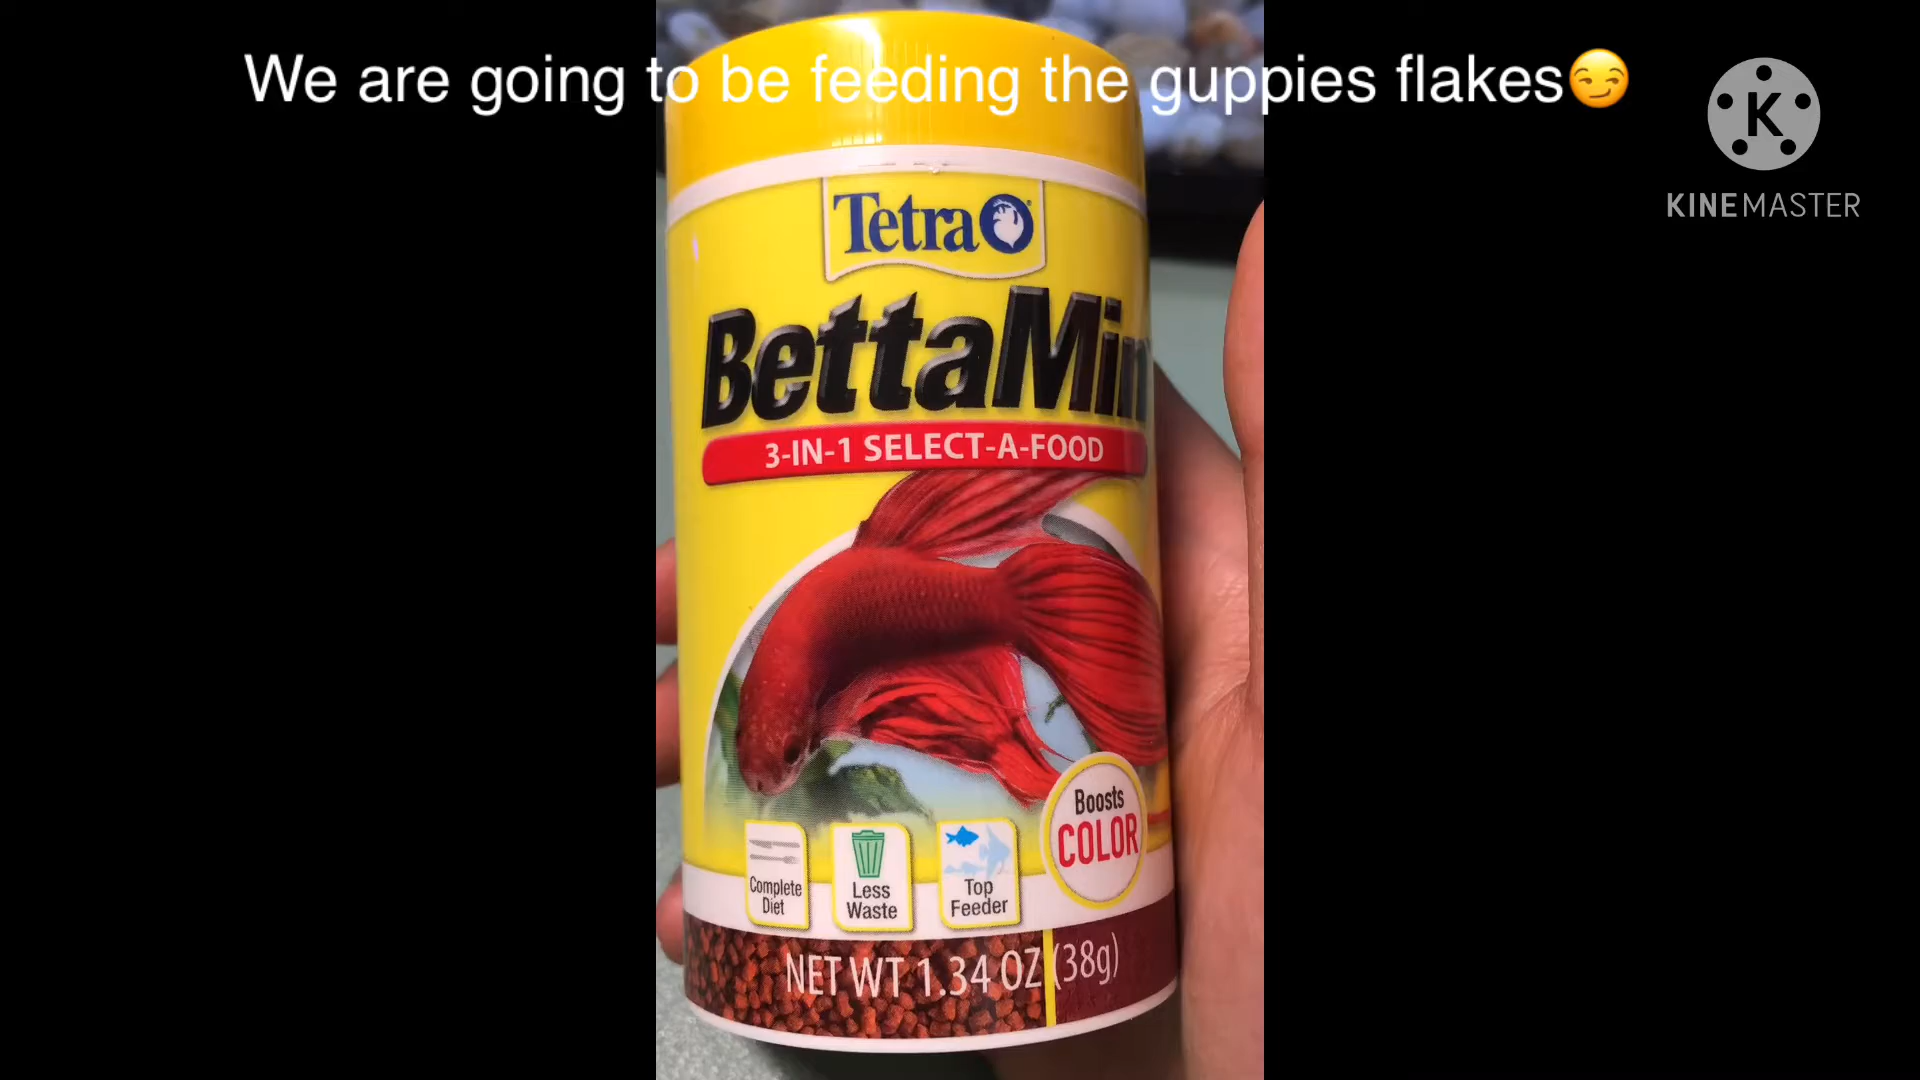 We are going to be feeding the guppies flakes😏
K
KINEMASTER
Tetra
BettaMin
3-IN-1 SELECT-A-FOOD
Boosts
COLOR
Complete
Diet
Less
Waste
Top
Feeder
NET WT 1.34 OZ (38g)